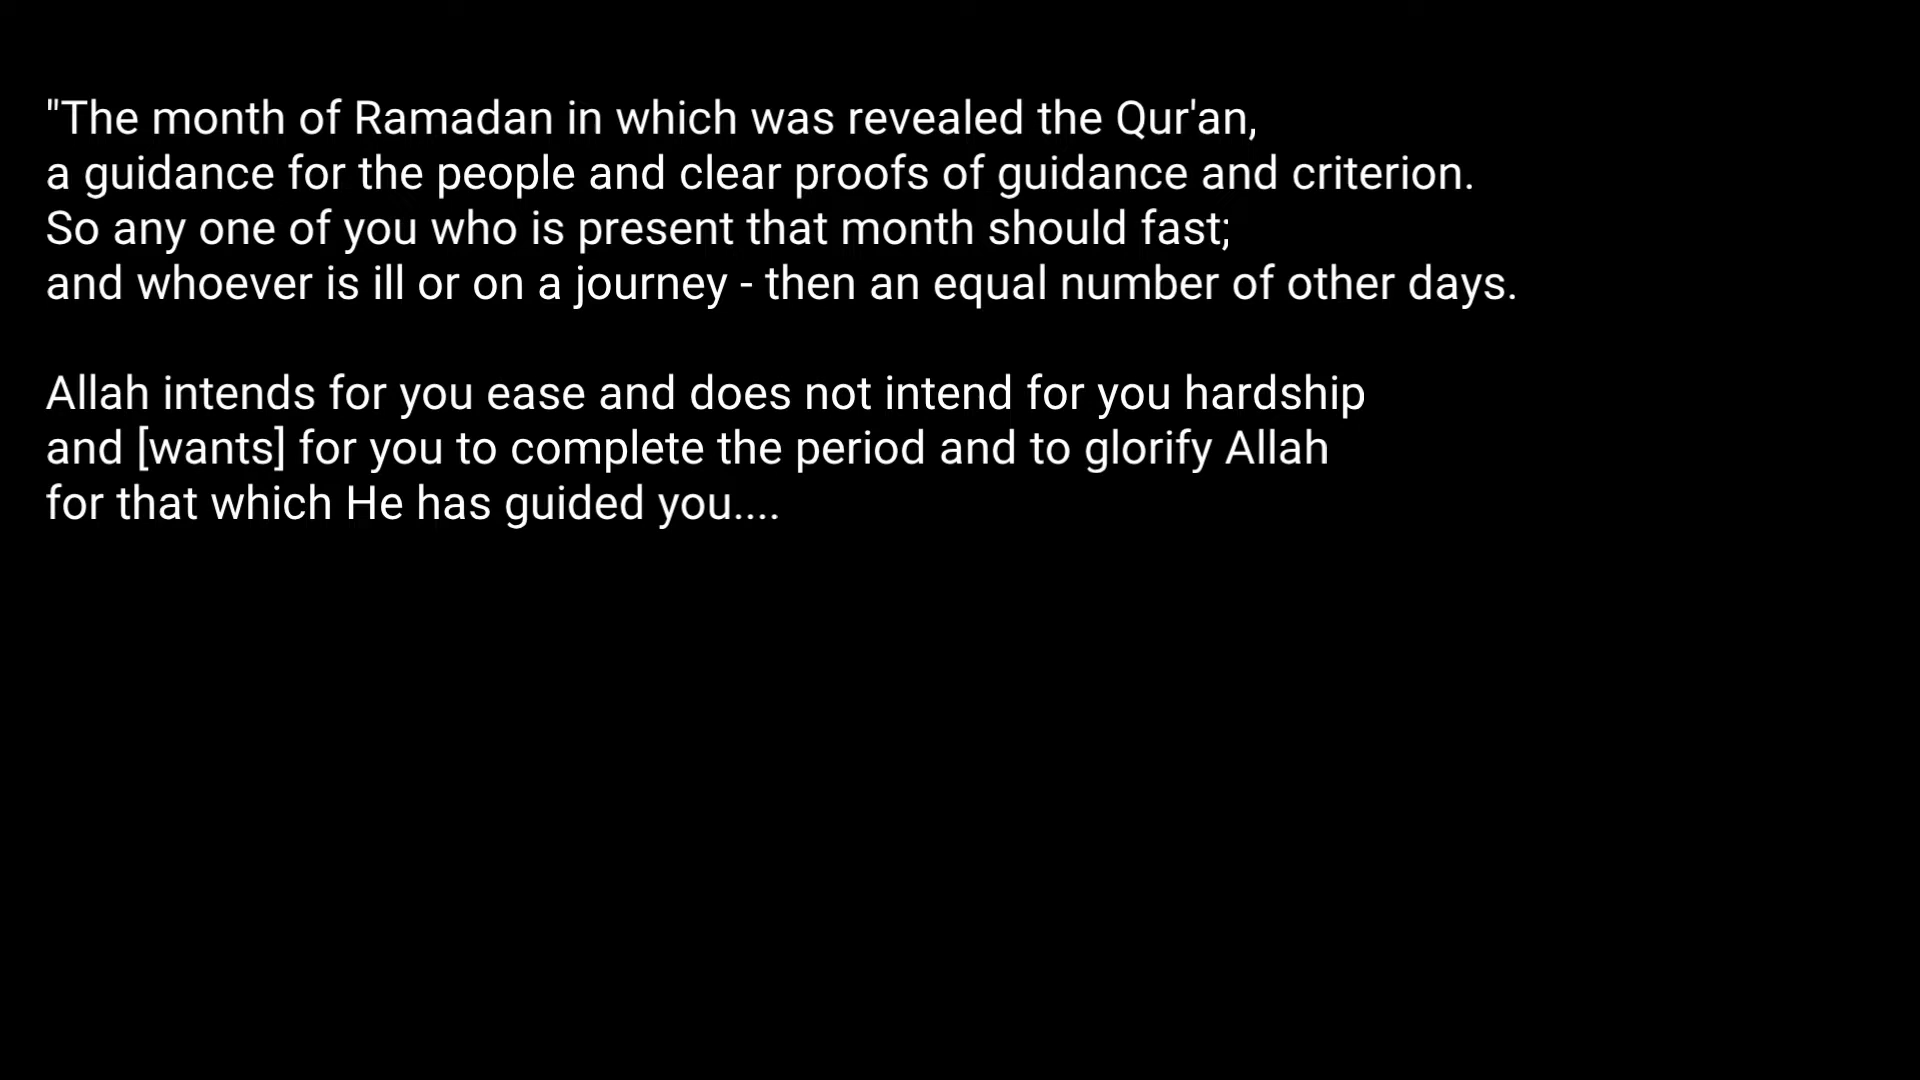 "The month of Ramadan in which was revealed the Qur'an,
a guidance for the people and clear proofs of guidance and criterion.
So any one of you who is present that month should fast;
and whoever is ill or on a journey - then an equal number of other days.
Allah intends for you ease and does not intend for you hardship
and [wants] for you to complete the period and to glorify Allah
for that which He has guided you....